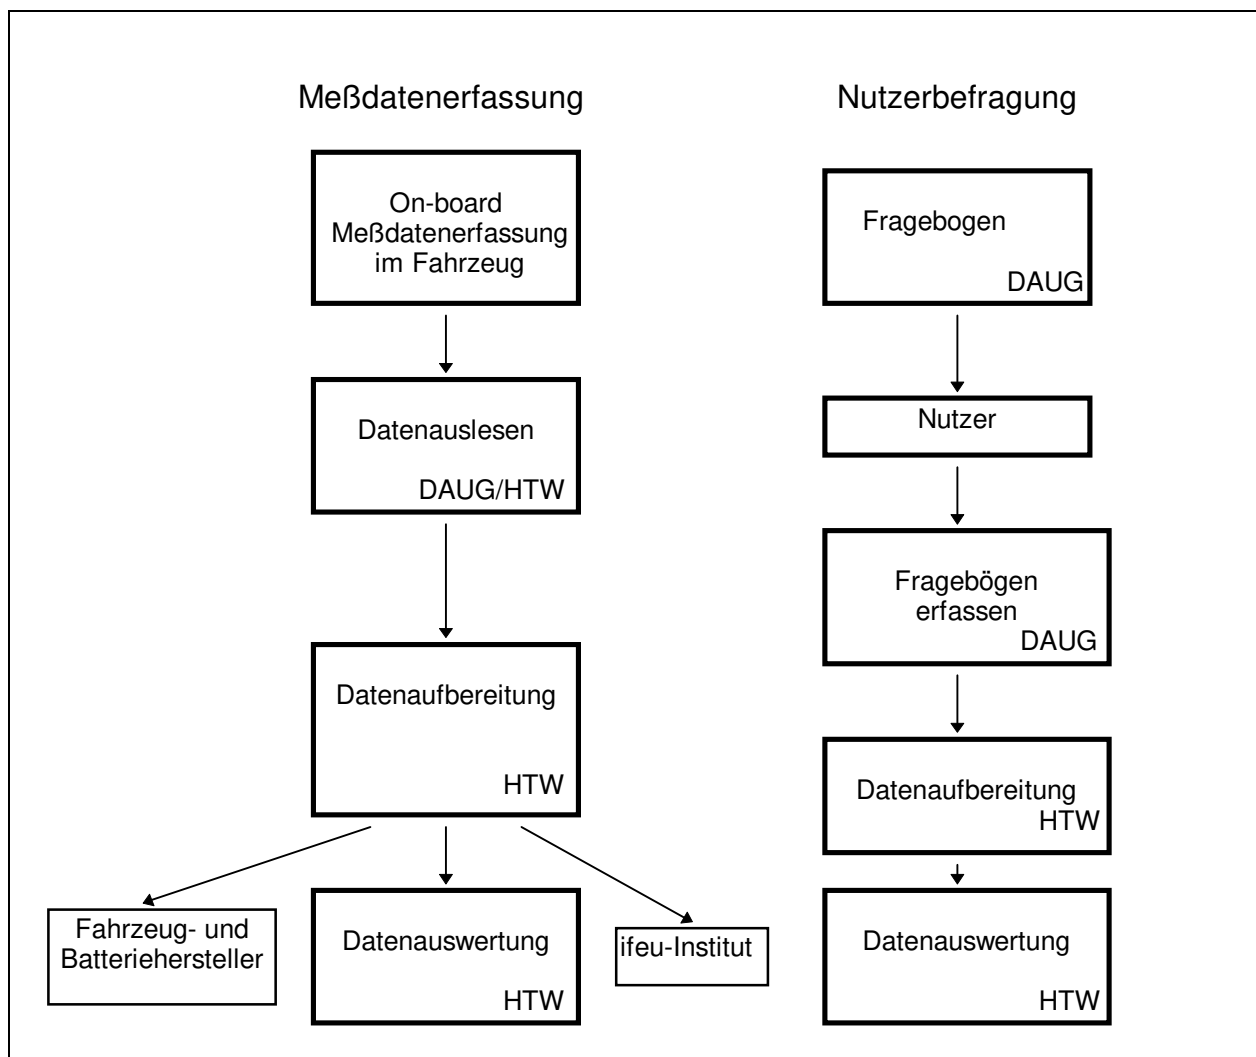 Meßdatenerfassung
On-board
Meßdatenerfassung
im Fahrzeug
Datenauslesen
DAUG/HTW
Datenaufbereitung
HTW
Fahrzeug- und
Batteriehersteller
Datenauswertung
HTW
ifeu-Institut
Nutzerbefragung
Fragebogen
DAUG
Nutzer
Fragebögen
erfassen
DAUG
Datenaufbereitung
HTW
Datenauswertung
HTW